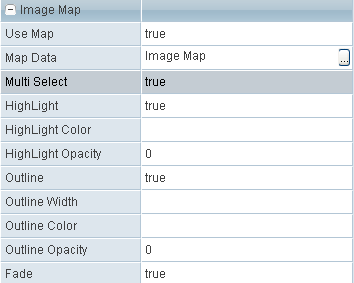 Image Map
Use Map true
Map Data Image Map ...
Multi Select true
HighLight true
HighLight Color
HighLight Opacity 0
Outline true
Outline Width
Outline Color
Outline Opacity 0
Fade true